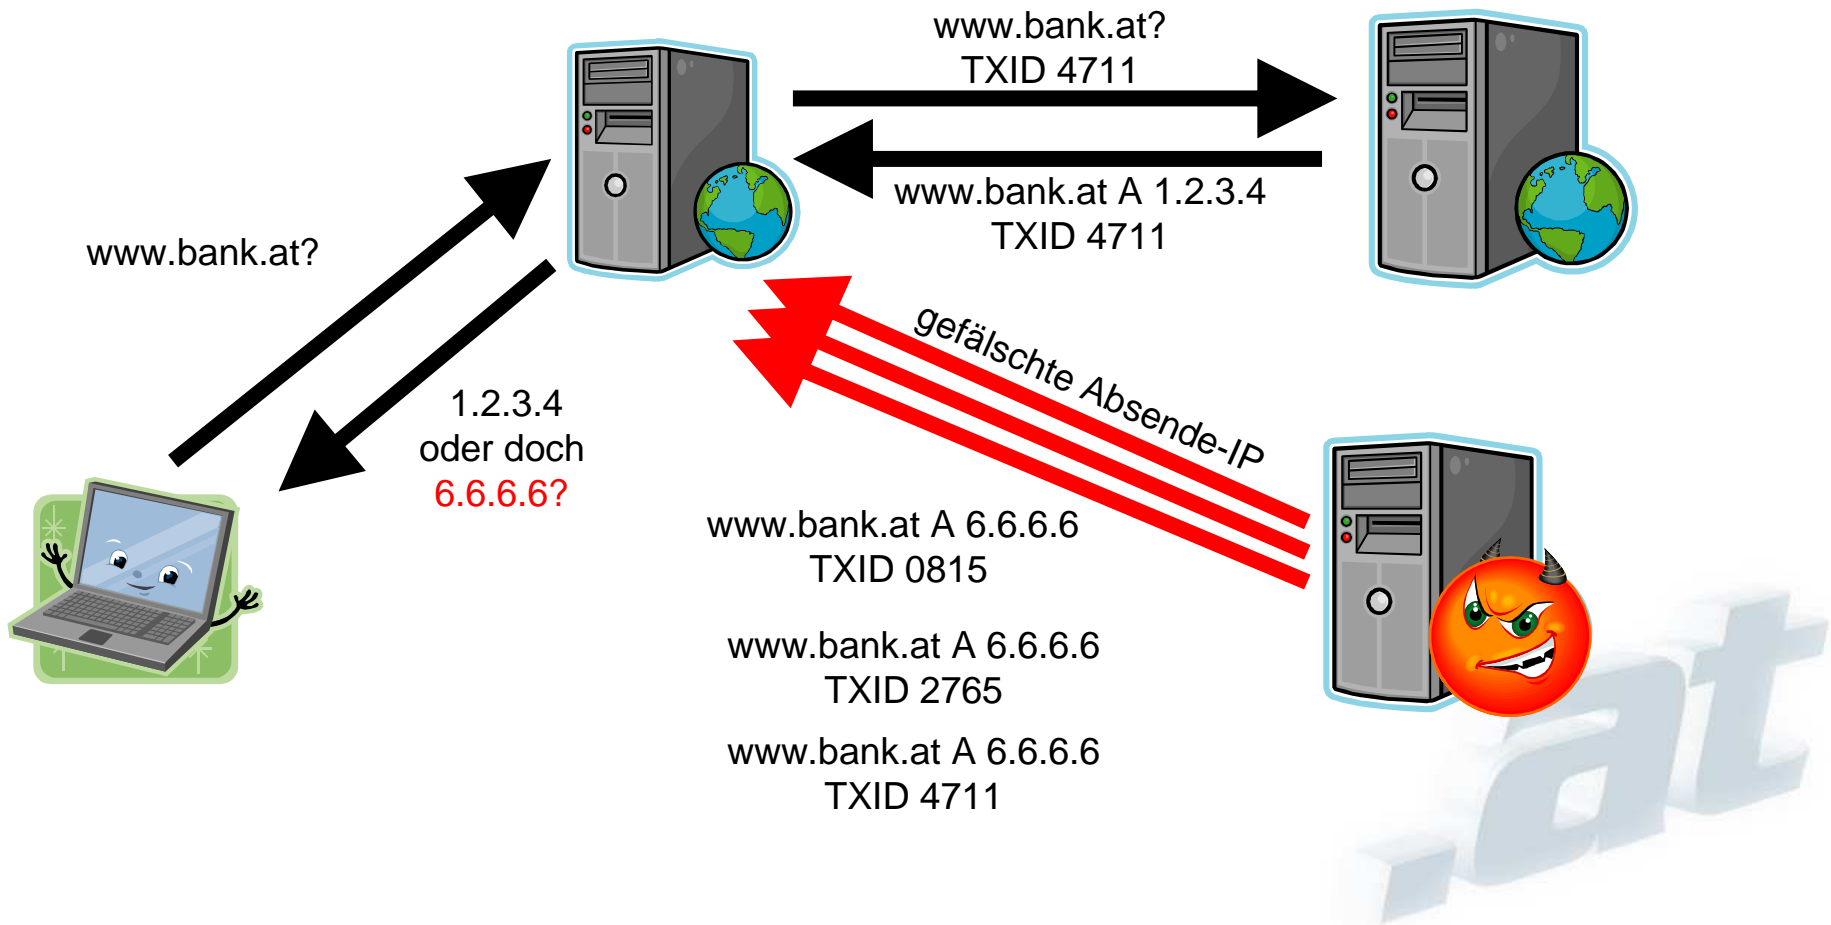 www.bank.at?
TXID 4711
www.bank.at A 1.2.3.4
TXID 4711
www.bank.at?
gefälschte Absende-IP
1.2.3.4
oder doch
6.6.6.6?
www.bank.at A 6.6.6.6
TXID 0815
www.bank.at A 6.6.6.6
TXID 2765
www.bank.at A 6.6.6.6
TXID 4711
.at